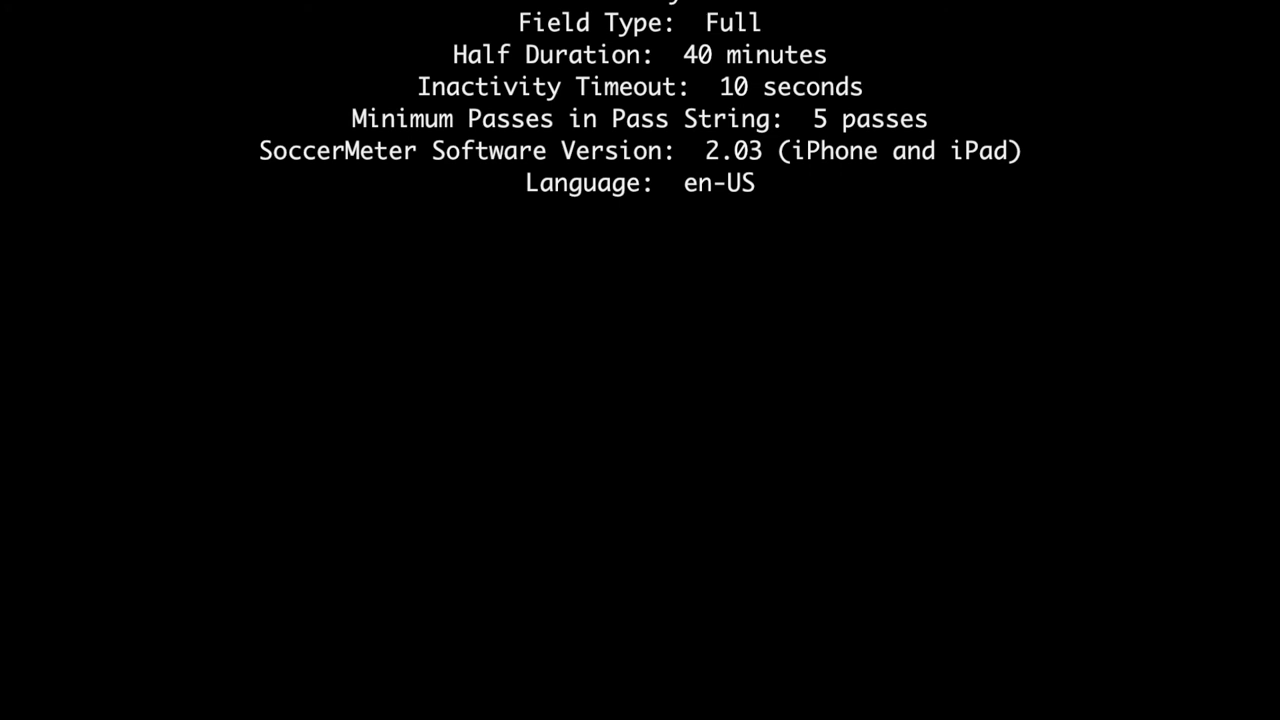 Field Type:  Full
Half Duration:  40 minutes
Inactivity Timeout:  10 seconds
Minimum Passes in Pass String:  5 passes
SoccerMeter Software Version:  2.03 (iPhone and iPad)
Language:  en-US